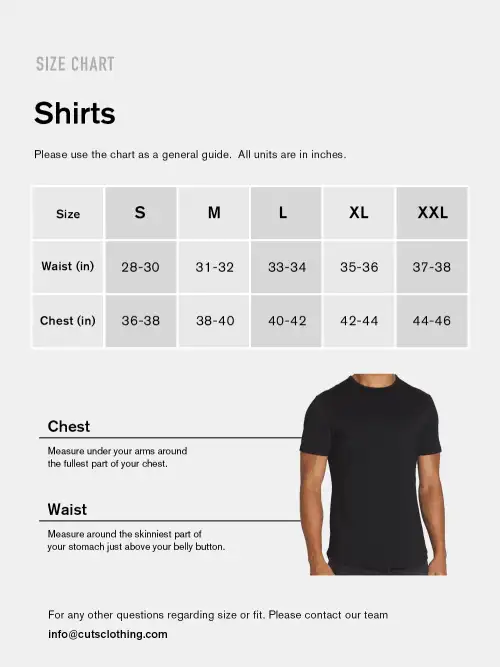 SIZE CHART
Shirts
Please use the chart as a general guide.  All units are in inches.
Size S M L XL XXL
Waist (in) 28-30 31-32 33-34 35-36 37-38
Chest (in) 36-38 38-40 40-42 42-44 44-46
Chest
Measure under your arms around
the fullest part of your chest.
Waist
Measure around the skinniest part of
your stomach just above your belly button.
For any other questions regarding size or fit. Please contact our team
info@cutsclothing.com